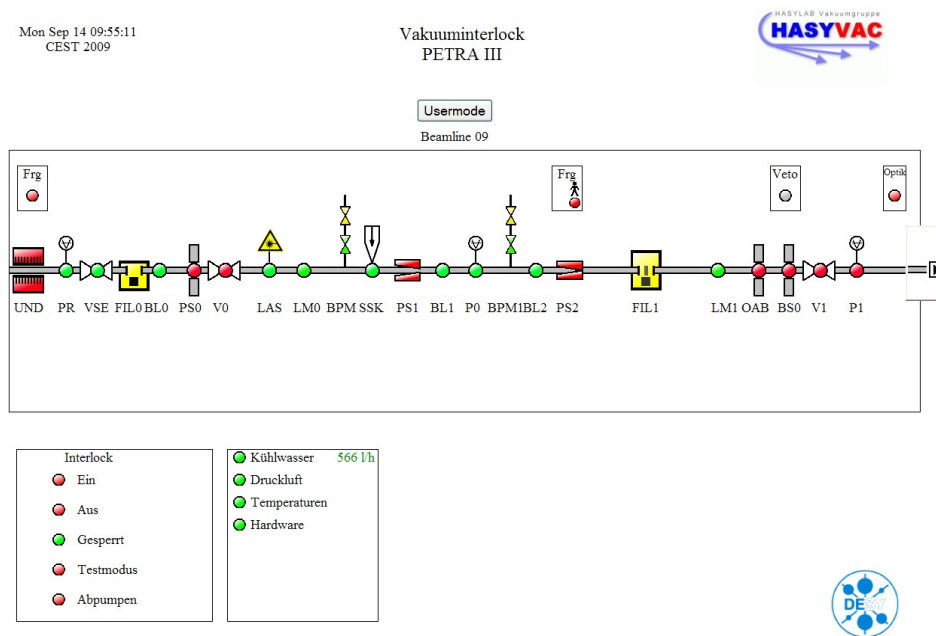 Mon Sep 14 09:55:11
CEST 2009
Vakuuminterlock
PETRA III
HASYLAB Vakuumgruppe
HASYVAC
Usermode
Beamline 09
Frg
Frg
Veto
Optik
UND PR VSE FIL0 BL0 PS0 V0 LAS LM0 BPM SSK PS1 BL1 P0 BPM1 BL2 PS2 FIL1 LM1 OAB BS0 V1 P1
Interlock
Ein
Aus
Gesperrt
Testmodus
Abpumpen
Kühlwasser 566 l/h
Druckluft
Temperaturen
Hardware
DESY